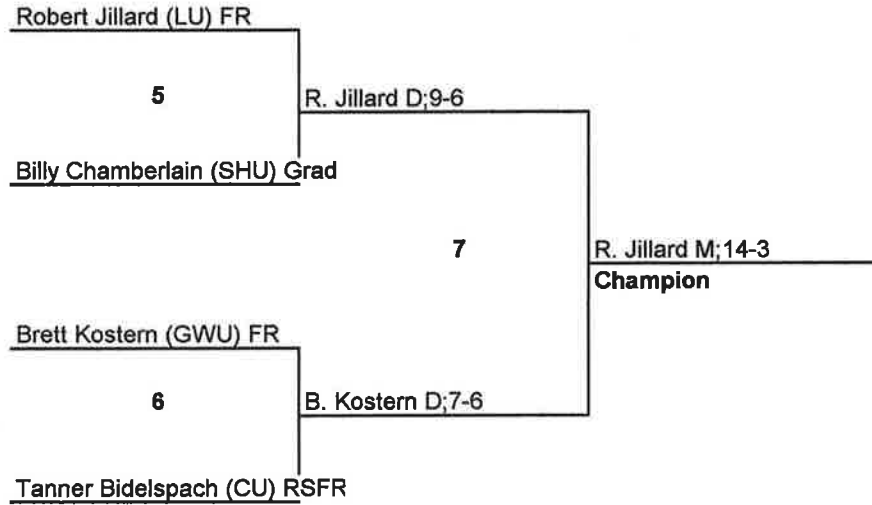 Robert Jillard (LU) FR
5
R. Jillard D;9-6
Billy Chamberlain (SHU) Grad
7
R. Jillard M;14-3
Champion
Brett Kostern (GWU) FR
6
B. Kostern D;7-6
Tanner Bidelspach (CU) RSFR